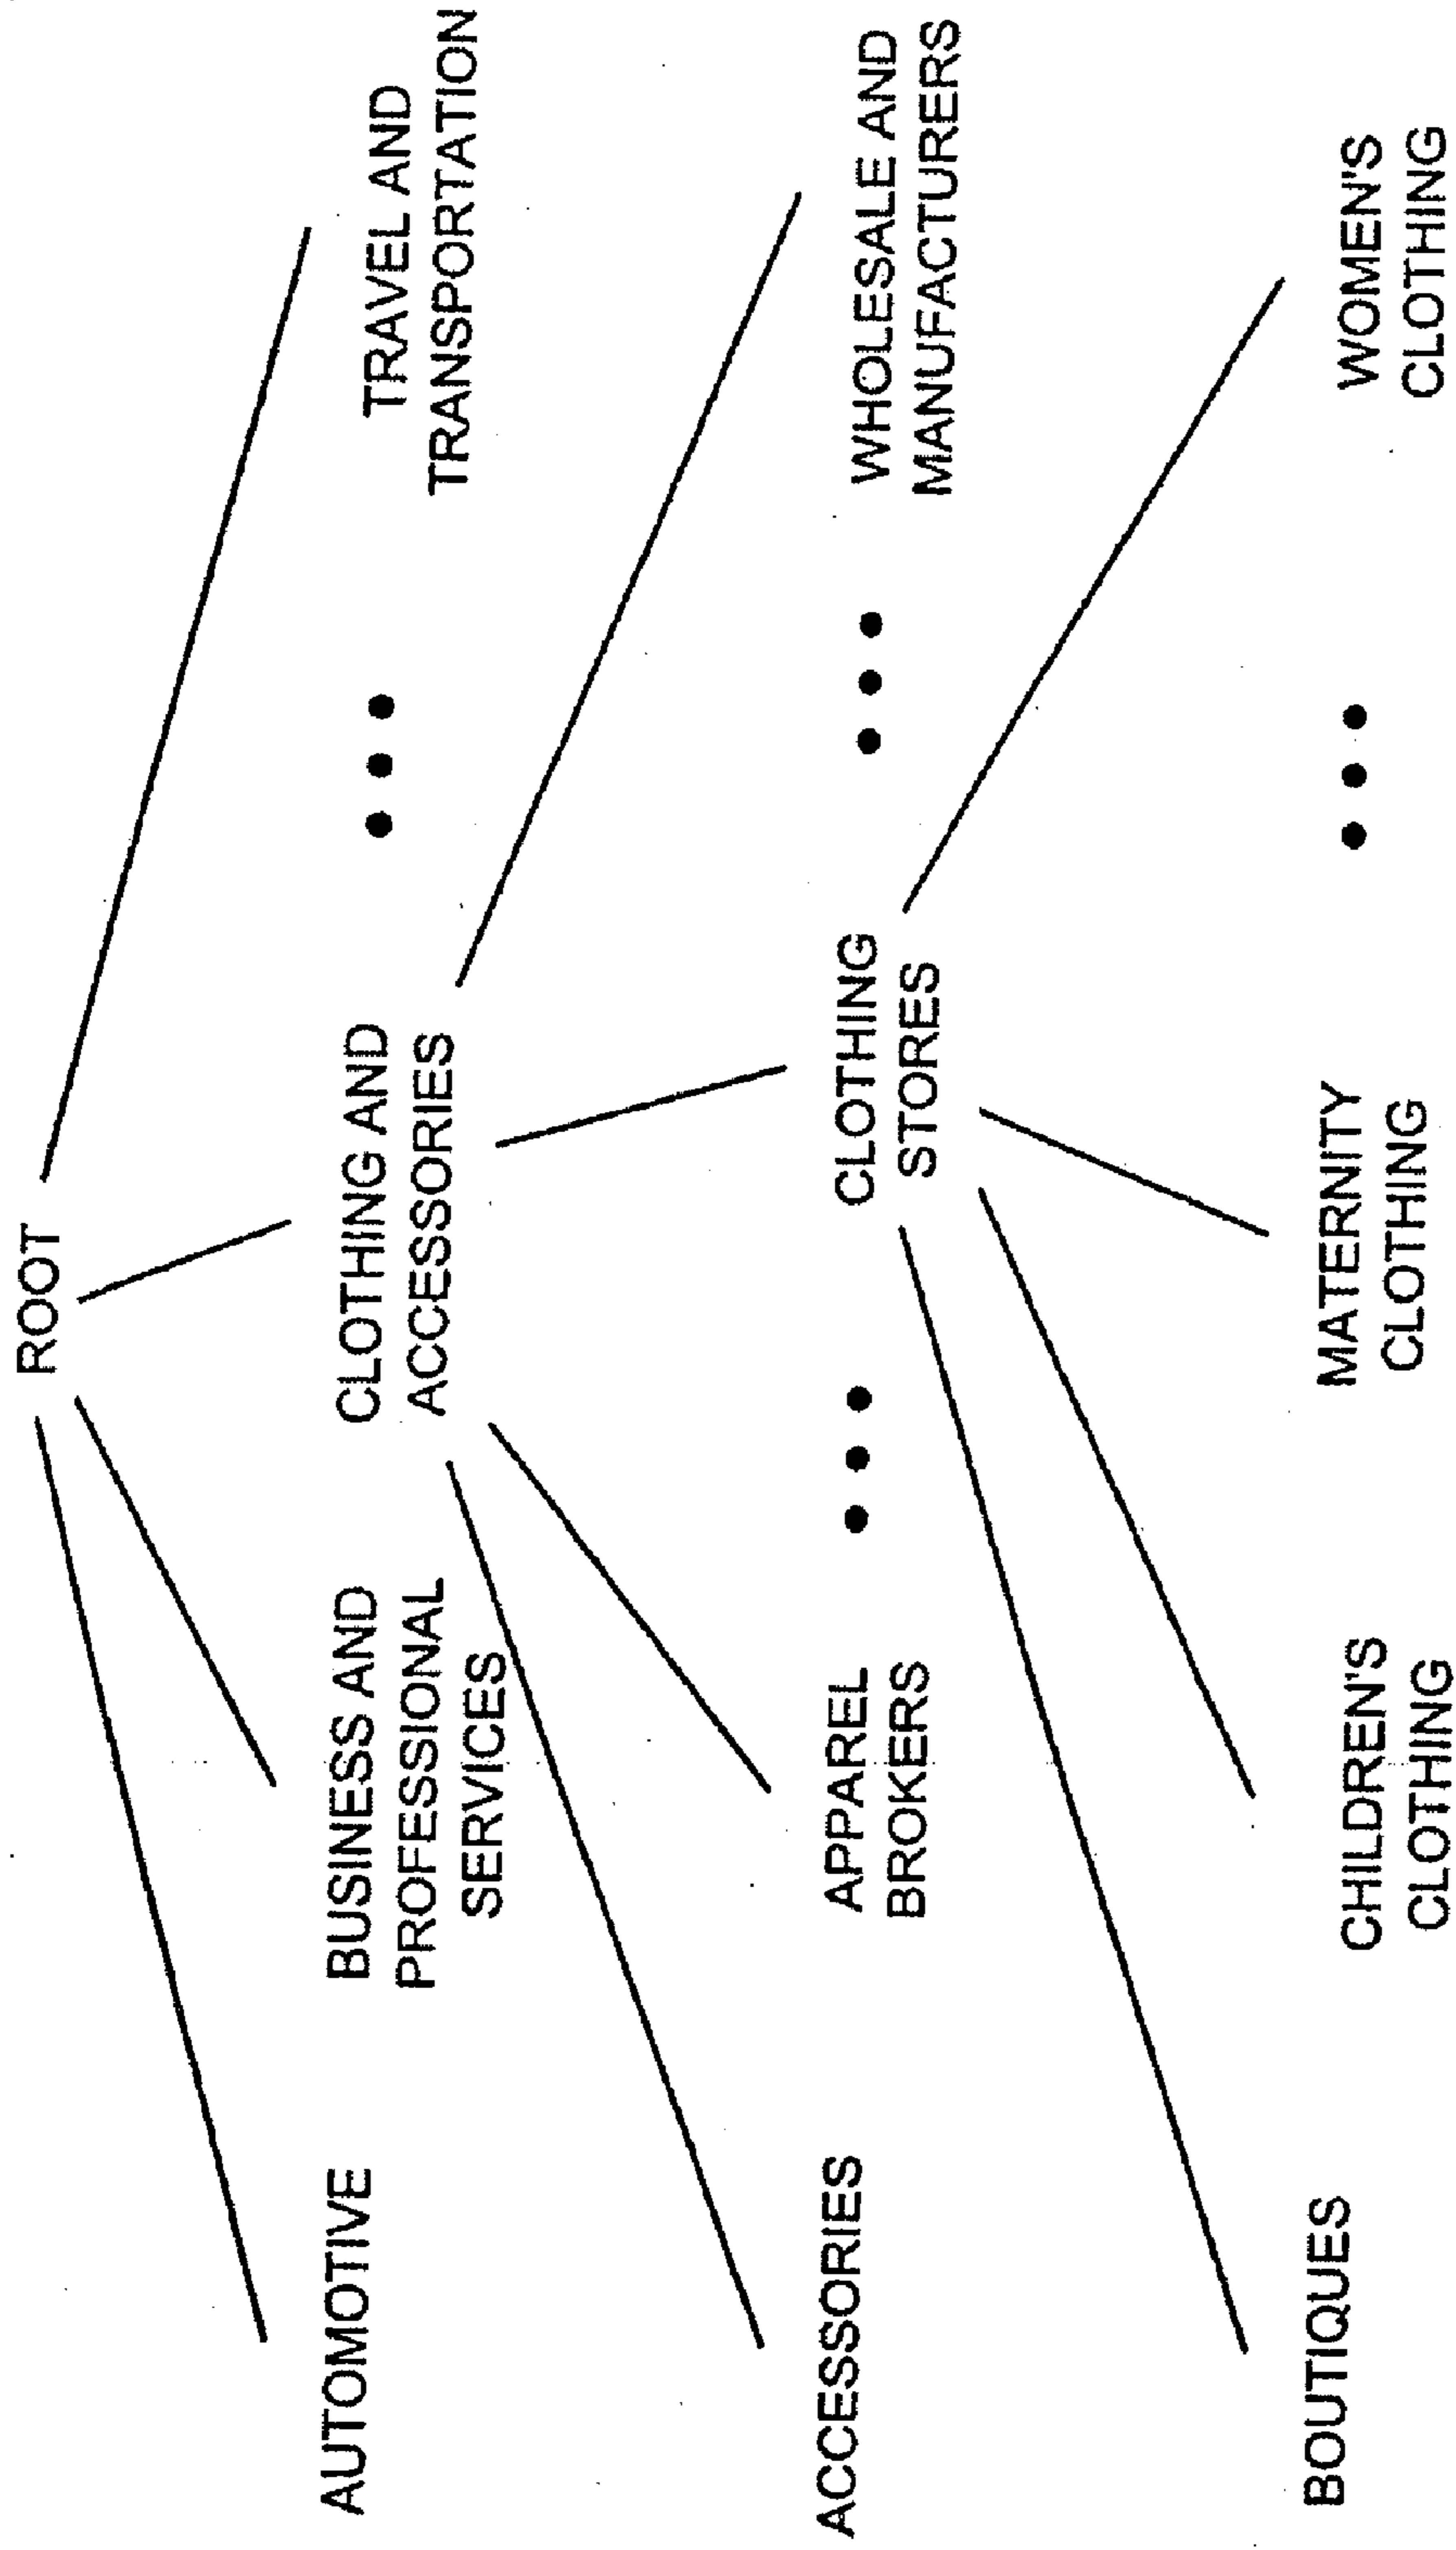 ROOT
AUTOMOTIVE
BUSINESS AND
PROFESSIONAL
SERVICES
CLOTHING AND
ACCESSORIES
TRAVEL AND
TRANSPORTATION
ACCESSORIES
APPAREL
BROKERS
CLOTHING
STORES
WHOLESALE AND
MANUFACTURERS
BOUTIQUES
CHILDREN'S
CLOTHING
MATERNITY
CLOTHING
WOMEN'S
CLOTHING